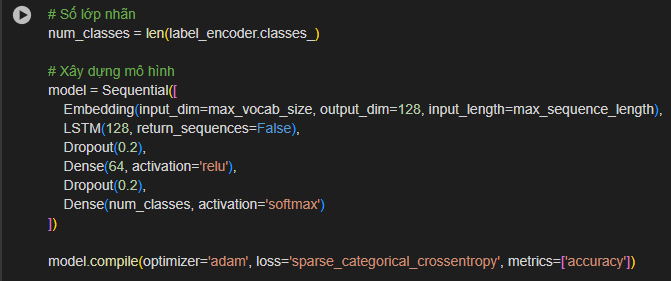 # Số lớp nhãn
num_classes = len(label_encoder.classes_)
# Xây dựng mô hình
model = Sequential([
Embedding(input_dim=max_vocab_size, output_dim=128, input_length=max_sequence_length),
LSTM(128, return_sequences=False),
Dropout(0.2),
Dense(64, activation='relu'),
Dropout(0.2),
Dense(num_classes, activation='softmax')
])
model.compile(optimizer='adam', loss='sparse_categorical_crossentropy', metrics=['accuracy'])